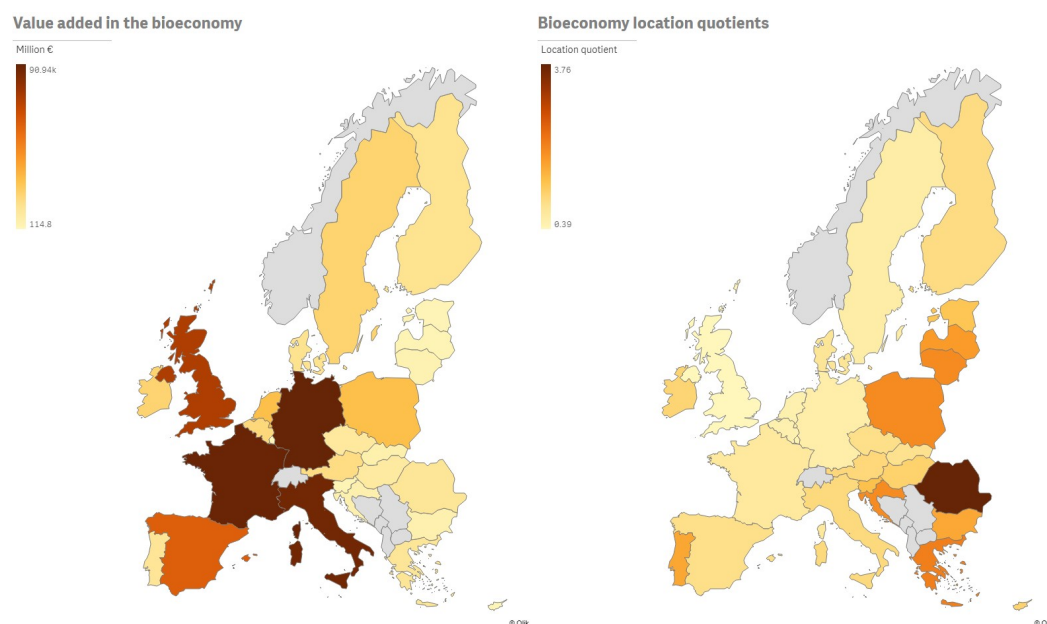 Value added in the bioeconomy
Million €
90.94k
114.8
© Qlik
Bioeconomy location quotients
Location quotient
3.76
0.39